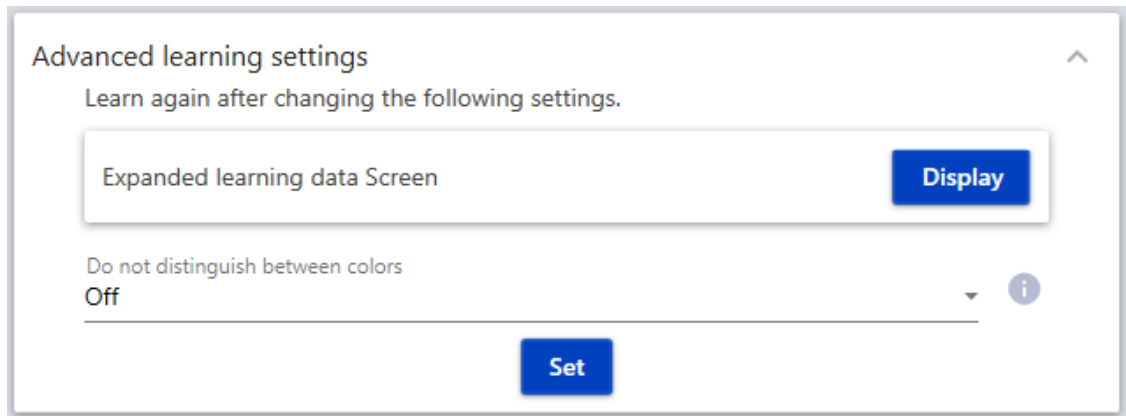 Advanced learning settings
Learn again after changing the following settings.
Expanded learning data Screen
Display
Do not distinguish between colors
Off
Set